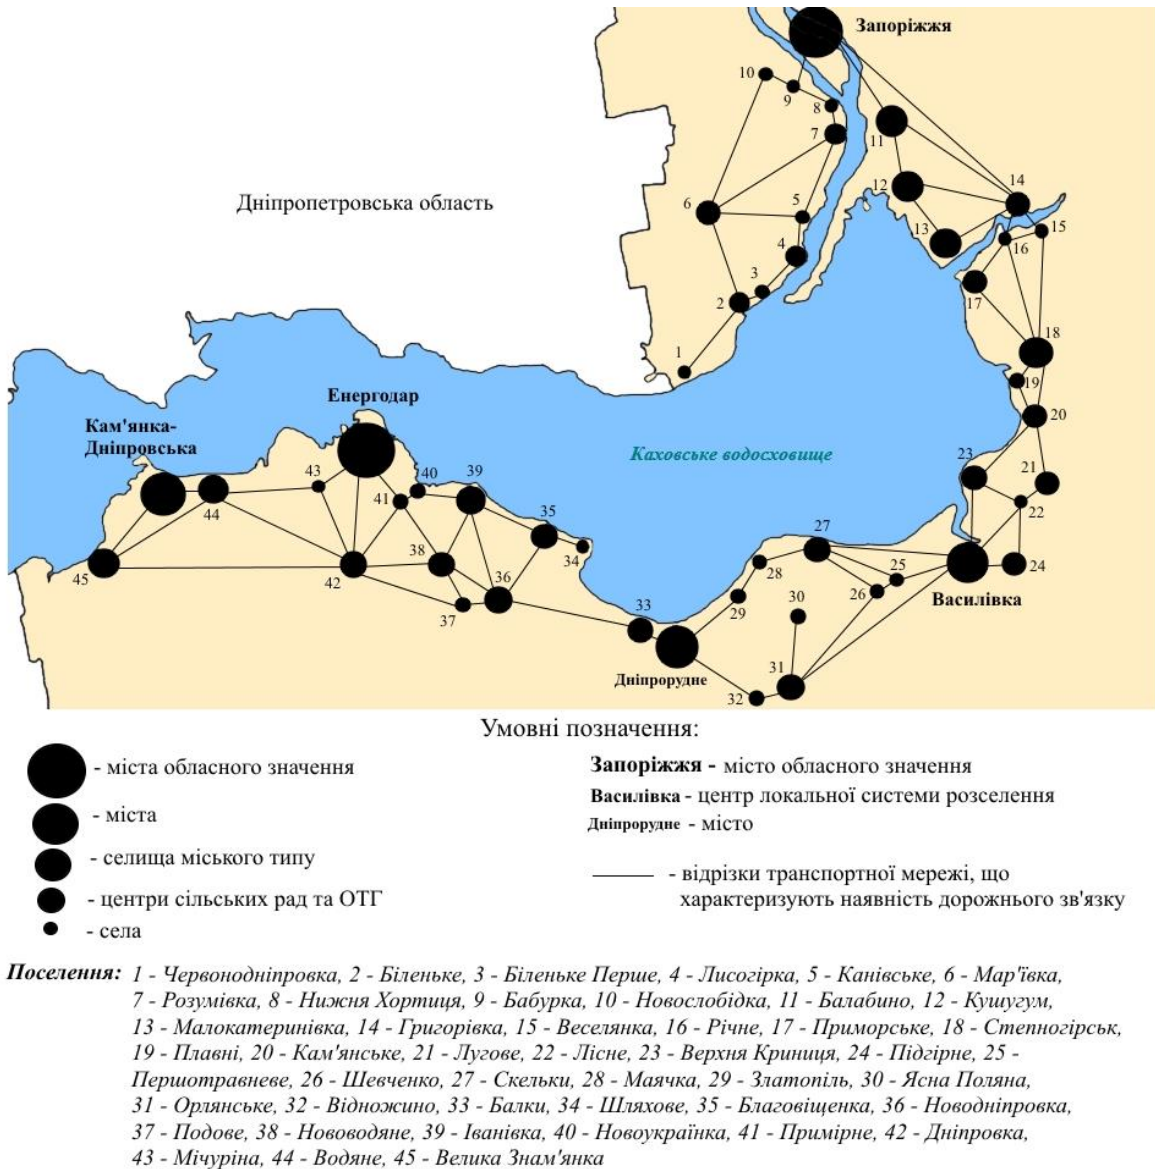 Запоріжжя
10
9
8
7
11
12
14
6
5
13
15
16
4
3
2
17
Дніпропетровська область
1
18
19
20
Енергодар
Кам'янка-
Дніпровська
Каховське водосховище
23
21
22
43
40
39
41
44
35
34
27
28
25
24
45
42
38
36
37
26
Василівка
29
30
33
31
Дніпрорудне
32
Умовні позначення:
- міста обласного значення
- міста
- селища міського типу
- центри сільських рад та ОТГ
- села
Запоріжжя - місто обласного значення
Василівка - центр локальної системи розселення
Дніпрорудне - місто
- відрізки транспортної мережі, що
характеризують наявність дорожнього зв'язку
Поселення: 1 - Червонодніпровка, 2 - Біленьке, 3 - Біленьке Перше, 4 - Лисогірка, 5 - Канівське, 6 - Мар'ївка,
7 - Розумівка, 8 - Нижня Хортиця, 9 - Бабурка, 10 - Новослобідка, 11 - Балабино, 12 - Кушугум,
13 - Малокатеринівка, 14 - Григорівка, 15 - Веселянка, 16 - Річне, 17 - Приморське, 18 - Степногірськ,
19 - Плавні, 20 - Кам'янське, 21 - Лугове, 22 - Лісне, 23 - Верхня Криниця, 24 - Підгірне, 25 -
Першотравневе, 26 - Шевченко, 27 - Скельки, 28 - Маячка, 29 - Златопіль, 30 - Ясна Поляна,
31 - Орлянське, 32 - Відножино, 33 - Балки, 34 - Шляхове, 35 - Благовіщенка, 36 - Новодніпровка,
37 - Подове, 38 - Нововодяне, 39 - Іванівка, 40 - Новоукраїнка, 41 - Примірне, 42 - Дніпровка,
43 - Мічуріна, 44 - Водяне, 45 - Велика Знам'янка